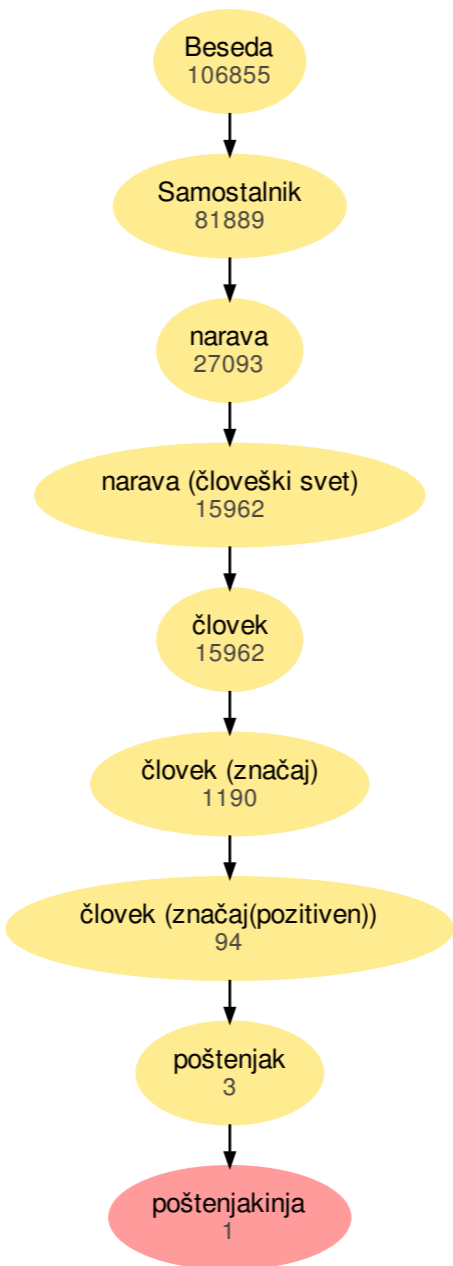 Beseda
106855
Samostalnik
81889
narava
27093
narava (človeški svet)
15962
človek
15962
človek (značaj)
1190
človek (značaj(pozitiven))
94
poštenjak
3
poštenjakinja
1